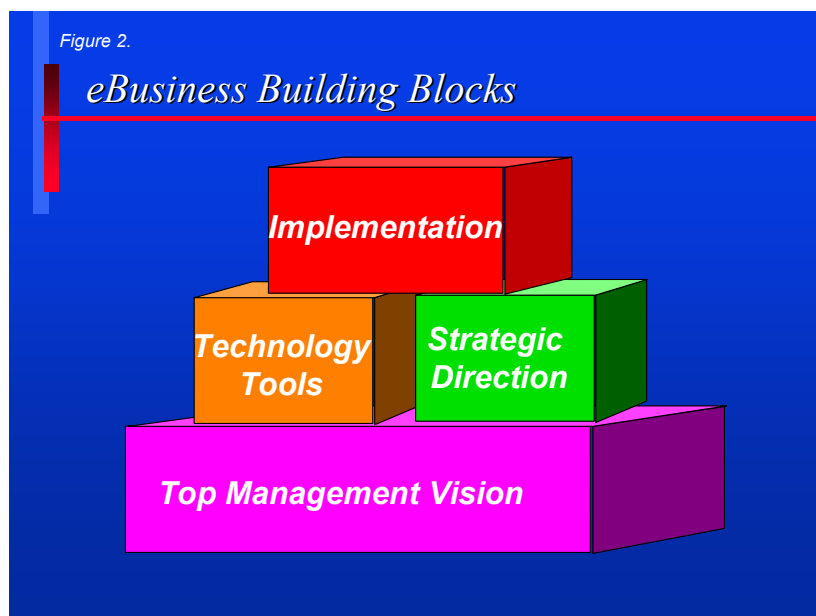 Figure 2.
eBusiness Building Blocks
Implementation
Technology
Tools
Strategic
Direction
Top Management Vision